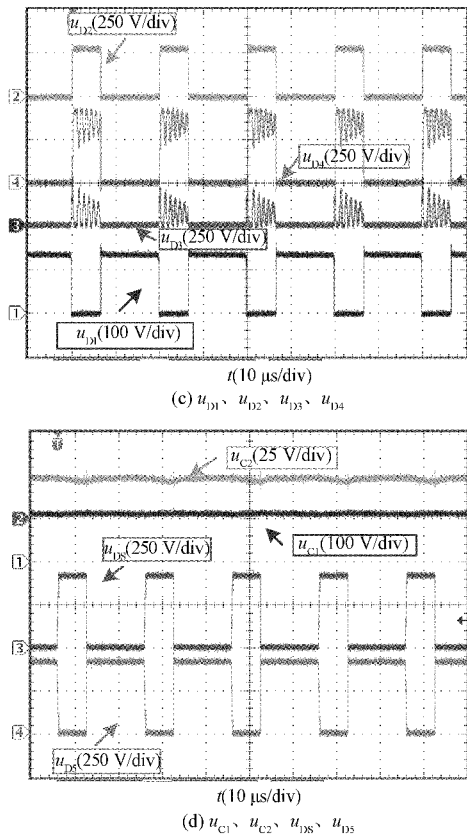 u_D2(250 V/div)
2
4
u_D4(250 V/div)
3
u_D3(250 V/div)
1
u_D1(100 V/div)
t(10 μs/div)
(c) u_D1、u_D2、u_D3、u_D4
u_C2(25 V/div)
2
u_C1(100 V/div)
1
u_D8(250 V/div)
3
4
u_D5(250 V/div)
t(10 μs/div)
(d) u_C1、u_C2、u_D8、u_D5